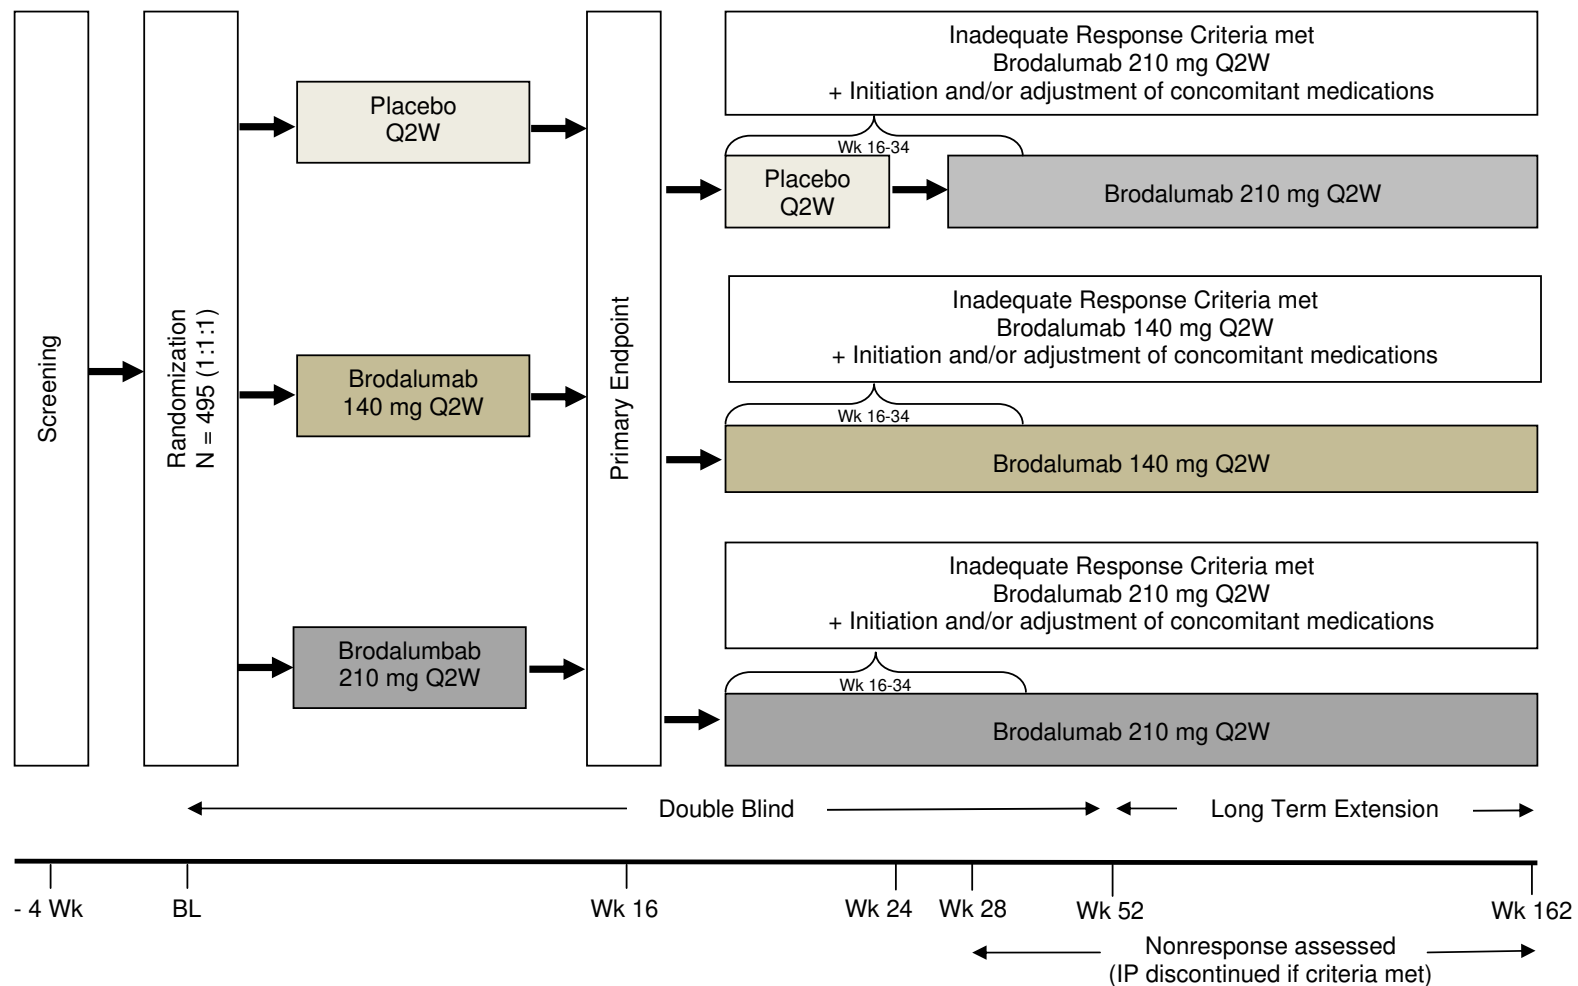 Screening
Randomization
N = 495 (1:1:1)
Placebo
Q2W
Brodalumab
140 mg Q2W
Brodalumbab
210 mg Q2W
Primary Endpoint
Inadequate Response Criteria met
Brodalumab 210 mg Q2W
+ Initiation and/or adjustment of concomitant medications
Wk 16-34
Placebo
Q2W
Brodalumab 210 mg Q2W
Inadequate Response Criteria met
Brodalumab 140 mg Q2W
+ Initiation and/or adjustment of concomitant medications
Wk 16-34
Brodalumab 140 mg Q2W
Inadequate Response Criteria met
Brodalumab 210 mg Q2W
+ Initiation and/or adjustment of concomitant medications
Wk 16-34
Brodalumab 210 mg Q2W
Double Blind
Long Term Extension
- 4 Wk
BL
Wk 16
Wk 24
Wk 28
Wk 52
Wk 162
Nonresponse assessed
(IP discontinued if criteria met)